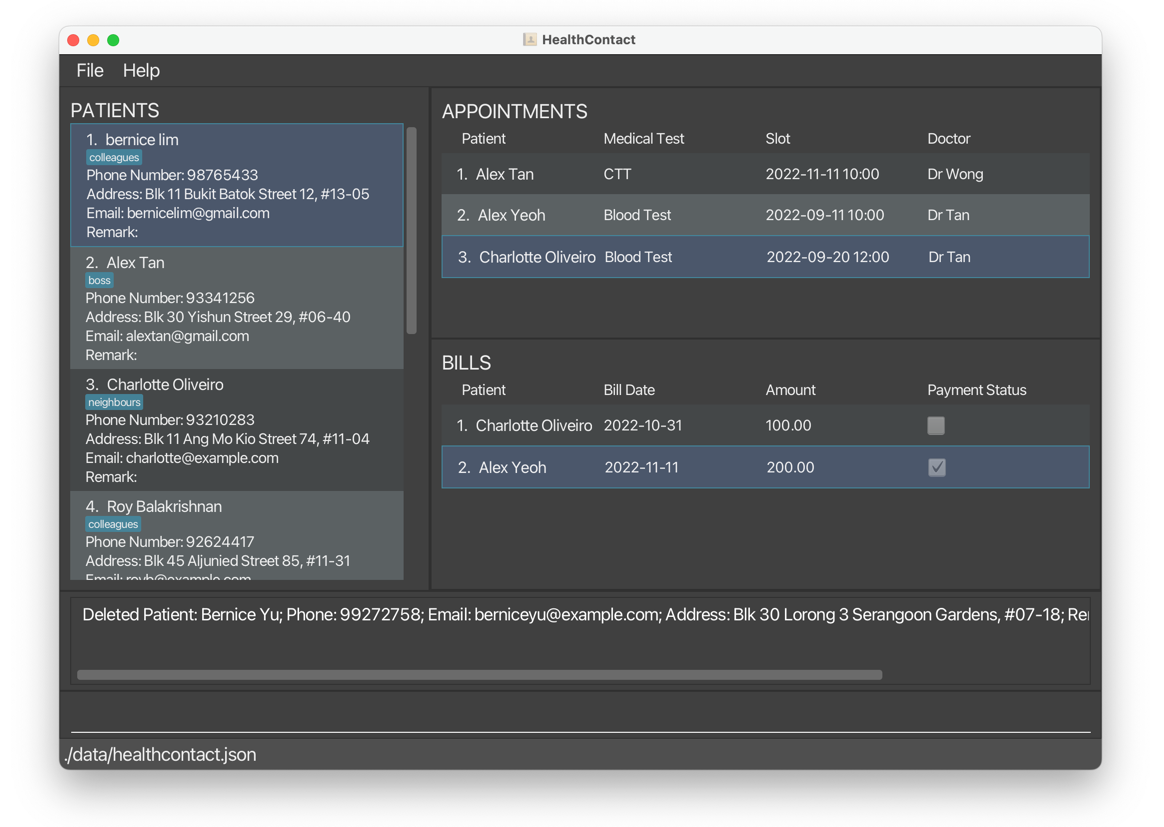 HealthContact
File Help
PATIENTS
1. bernice lim
colleagues
Phone Number: 98765433
Address: Blk 11 Bukit Batok Street 12, #13-05
Email: bernicelim@gmail.com
Remark:
2. Alex Tan
boss
Phone Number: 93341256
Address: Blk 30 Yishun Street 29, #06-40
Email: alextan@gmail.com
Remark:
3. Charlotte Oliveiro
neighbours
Phone Number: 93210283
Address: Blk 11 Ang Mo Kio Street 74, #11-04
Email: charlotte@example.com
Remark:
4. Roy Balakrishnan
colleagues
Phone Number: 92624417
Address: Blk 45 Aljunied Street 85, #11-31
Email: royb@example.com
APPOINTMENTS
Patient Medical Test Slot Doctor
1. Alex Tan CTT 2022-11-11 10:00 Dr Wong
2. Alex Yeoh Blood Test 2022-09-11 10:00 Dr Tan
3. Charlotte Oliveiro Blood Test 2022-09-20 12:00 Dr Tan
BILLS
Patient Bill Date Amount Payment Status
1. Charlotte Oliveiro 2022-10-31 100.00
2. Alex Yeoh 2022-11-11 200.00
Deleted Patient: Bernice Yu; Phone: 99272758; Email: berniceyu@example.com; Address: Blk 30 Lorong 3 Serangoon Gardens, #07-18;
./data/healthcontact.json